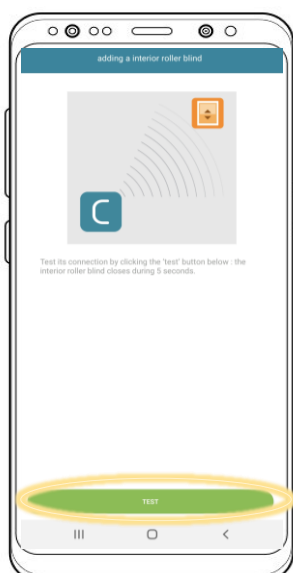 adding a interior roller blind
Test its connection by clicking the 'test' button below : the
interior roller blind closes during 5 seconds.
TEST